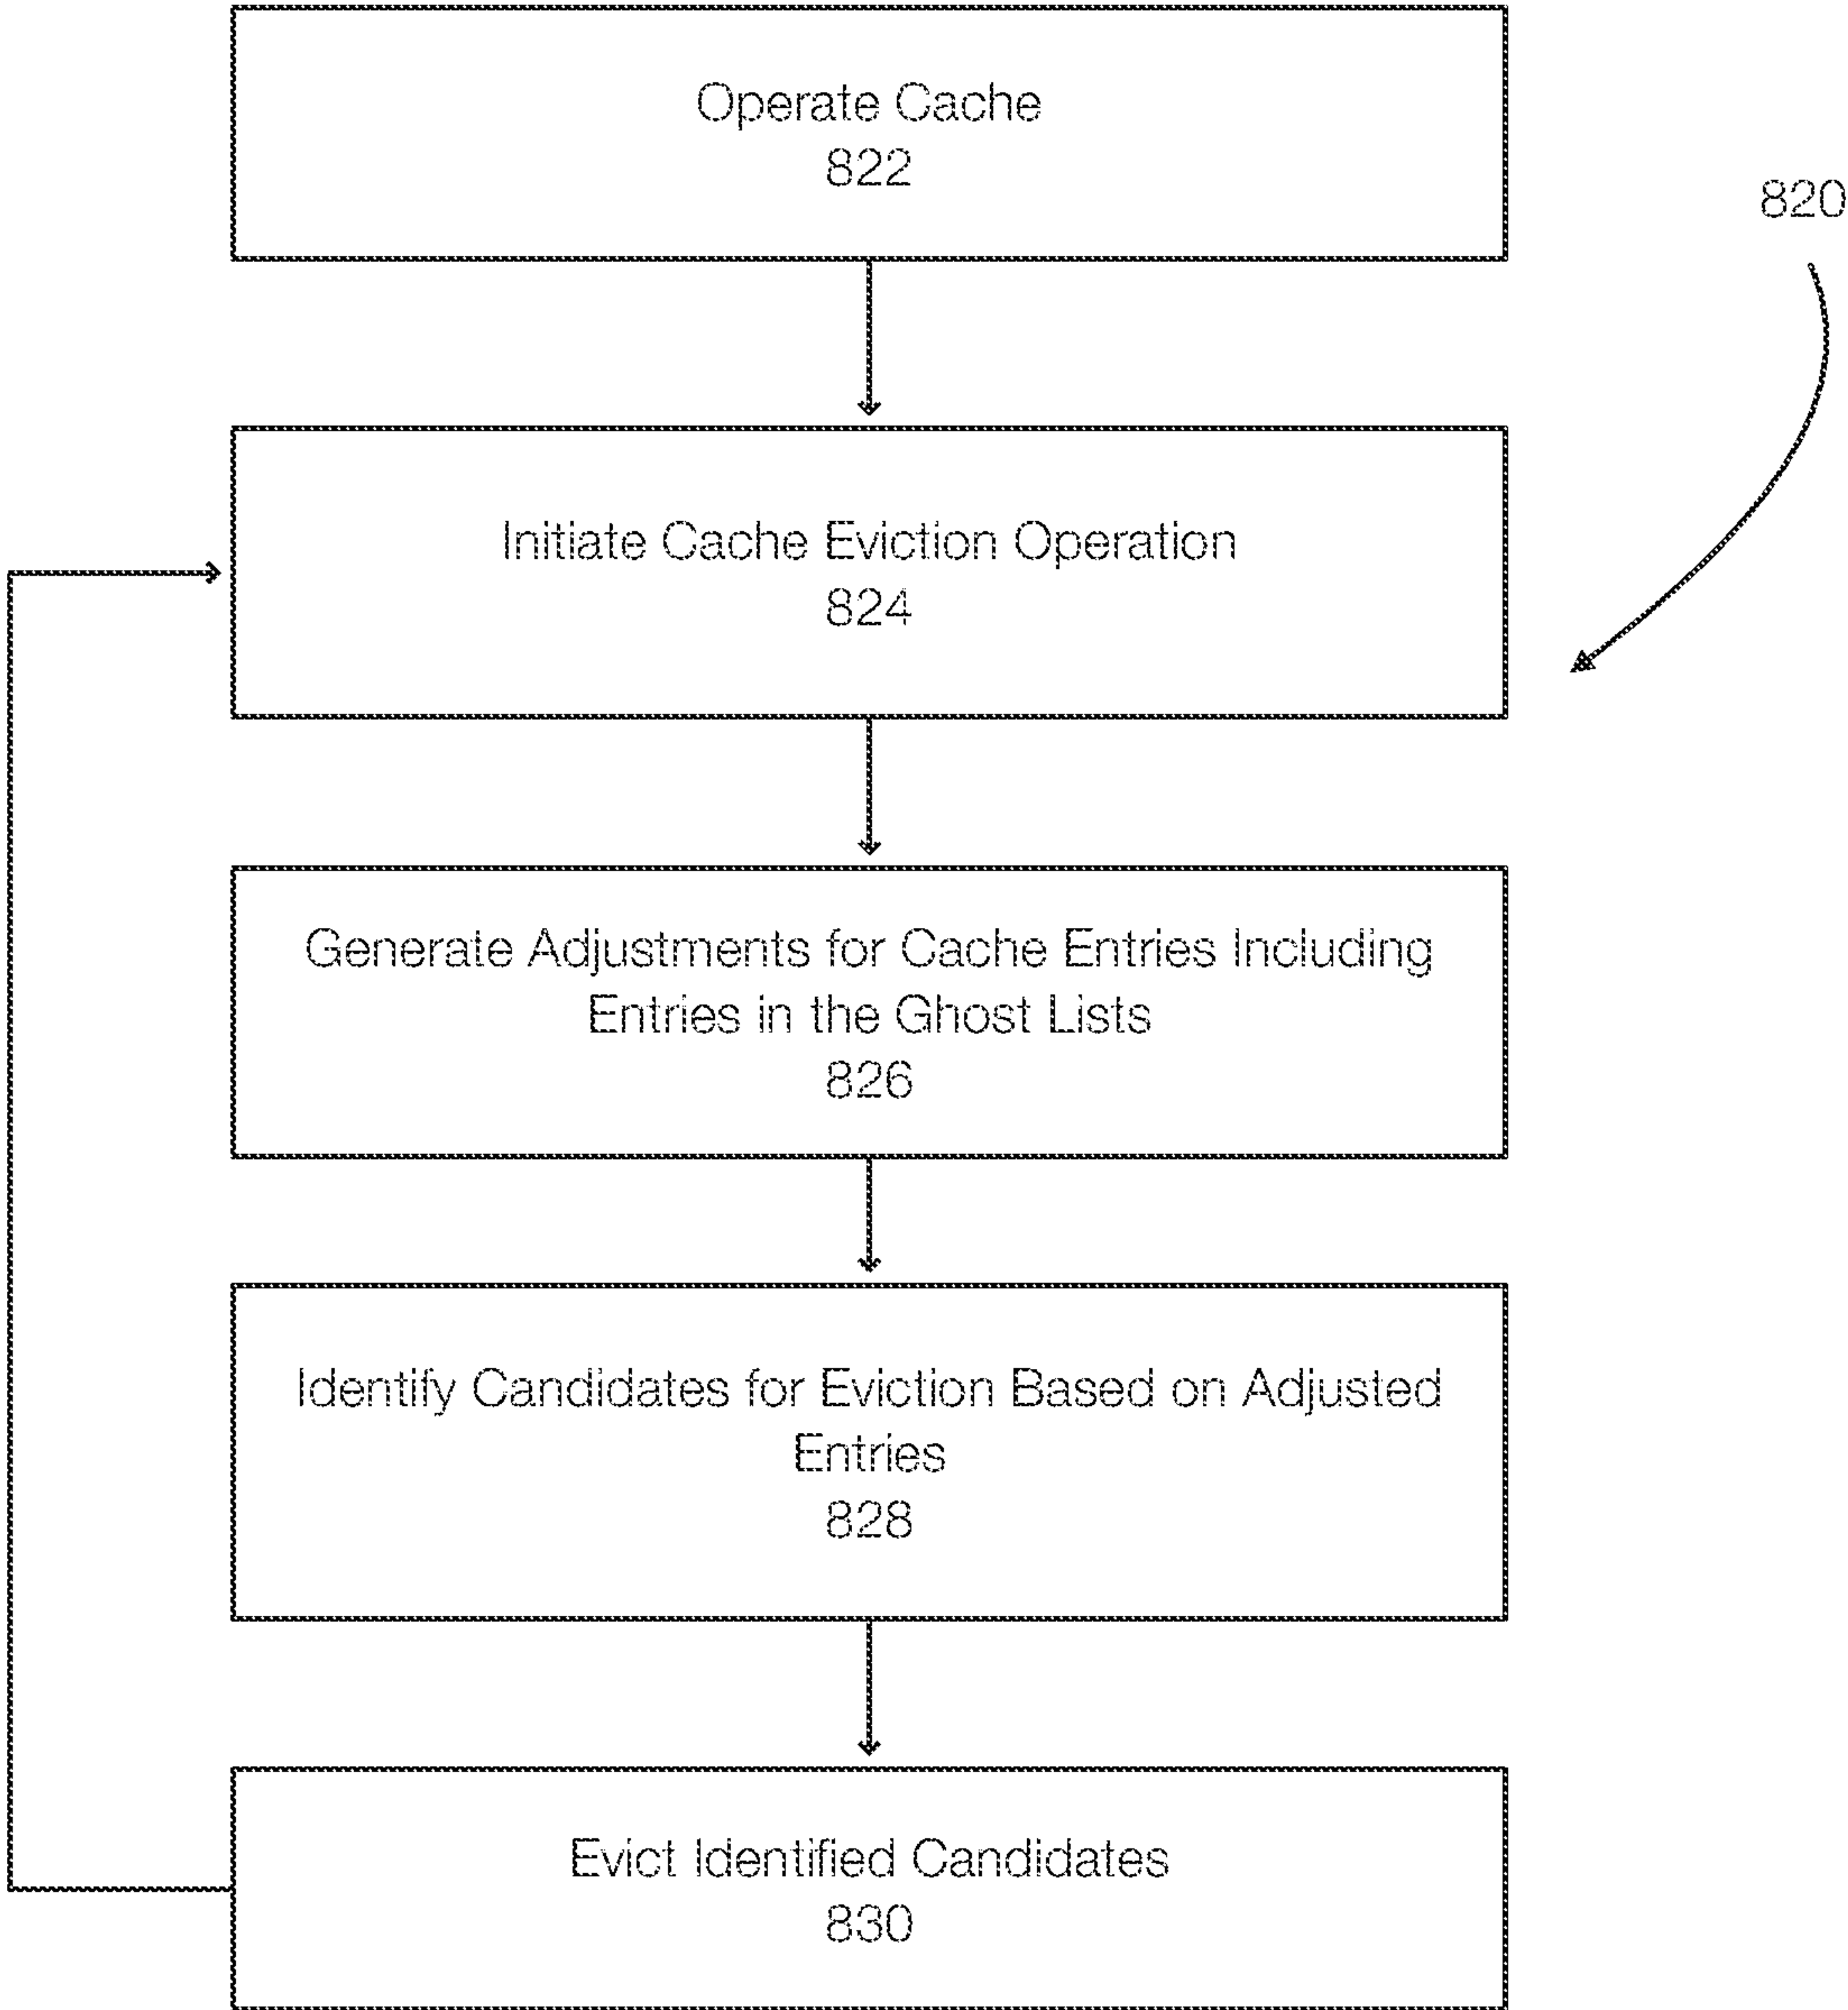 Operate Cache
822
820
Initiate Cache Eviction Operation
824
Generate Adjustments for Cache Entries Including
Entries in the Ghost Lists
826
Identify Candidates for Eviction Based on Adjusted
Entries
828
Evict Identified Candidates
830